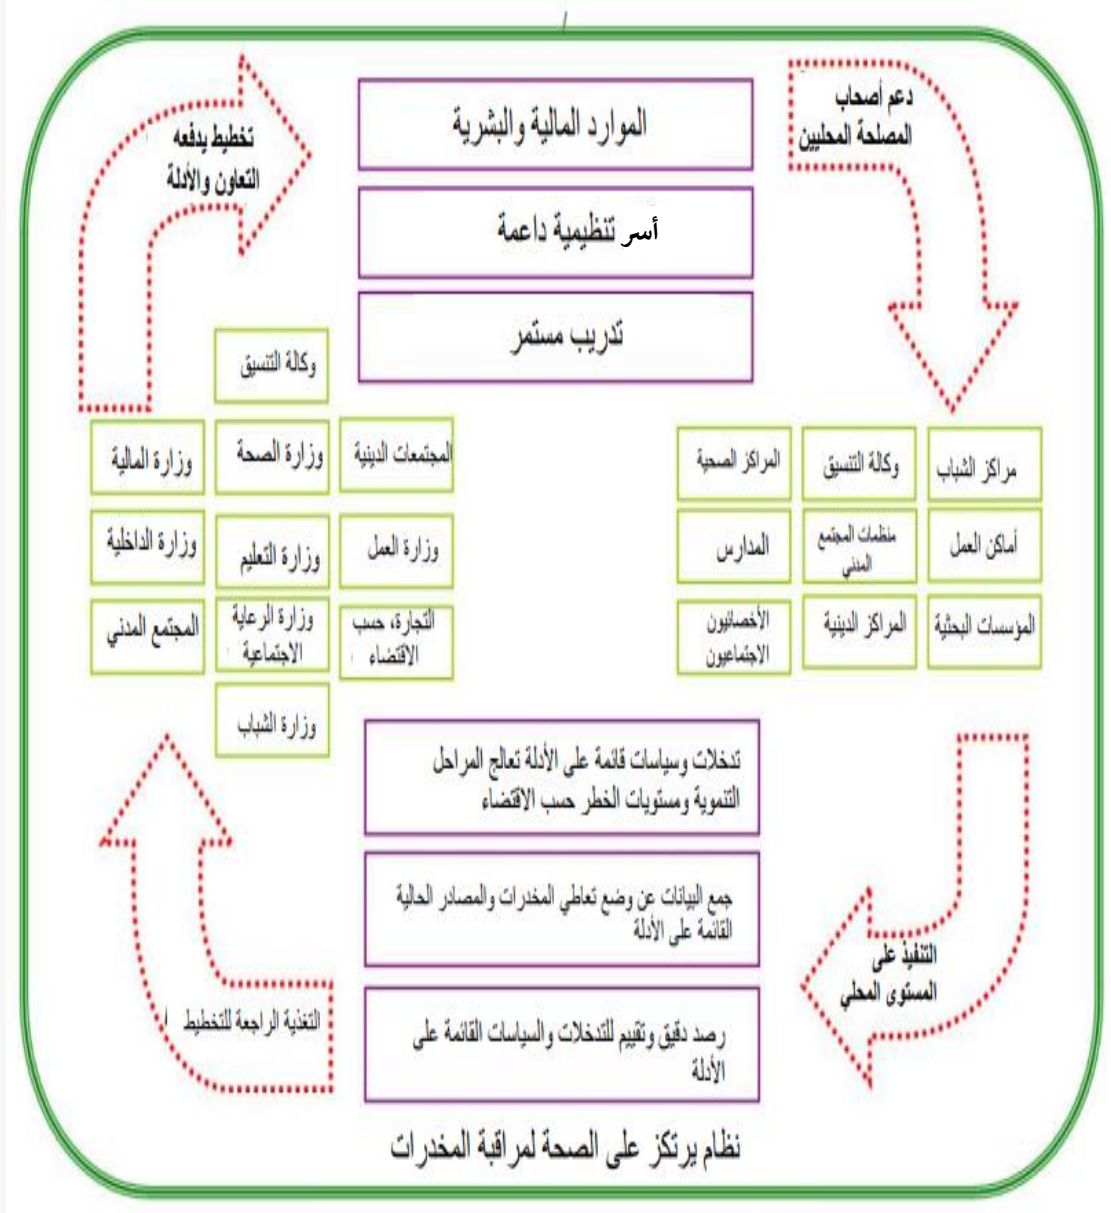 دعم أصحاب
المصلحة المحليين
الموارد المالية والبشرية
تخطيط يدفعه
التعاون والأدلة
أسر تنظيمية داعمة
تدريب مستمر
مراكز الشباب
وكالة التنسيق
المراكز الصحية
أماكن العمل
منظمات المجتمع
المدني
المدارس
المؤسسات البحثية
المراكز الدينية
الأخصائيون
الاجتماعيون
وكالة التنسيق
المجتمعات الدينية
وزارة الصحة
وزارة المالية
وزارة العمل
وزارة التعليم
وزارة الداخلية
التجارة، حسب
الاقتضاء
وزارة الرعاية
الاجتماعية
المجتمع المدني
وزارة الشباب
تدخلات وسياسات قائمة على الأدلة تعالج المراحل
التنموية ومستويات الخطر حسب الاقتضاء
جمع البيانات عن وضع تعاطي المخدرات والمصادر الحالية
القائمة على الأدلة
التنفيذ على
المستوى المحلي
رصد دقيق وتقييم للتدخلات والسياسات القائمة على
الأدلة
التغذية الراجعة للتخطيط
نظام يرتكز على الصحة لمراقبة المخدرات